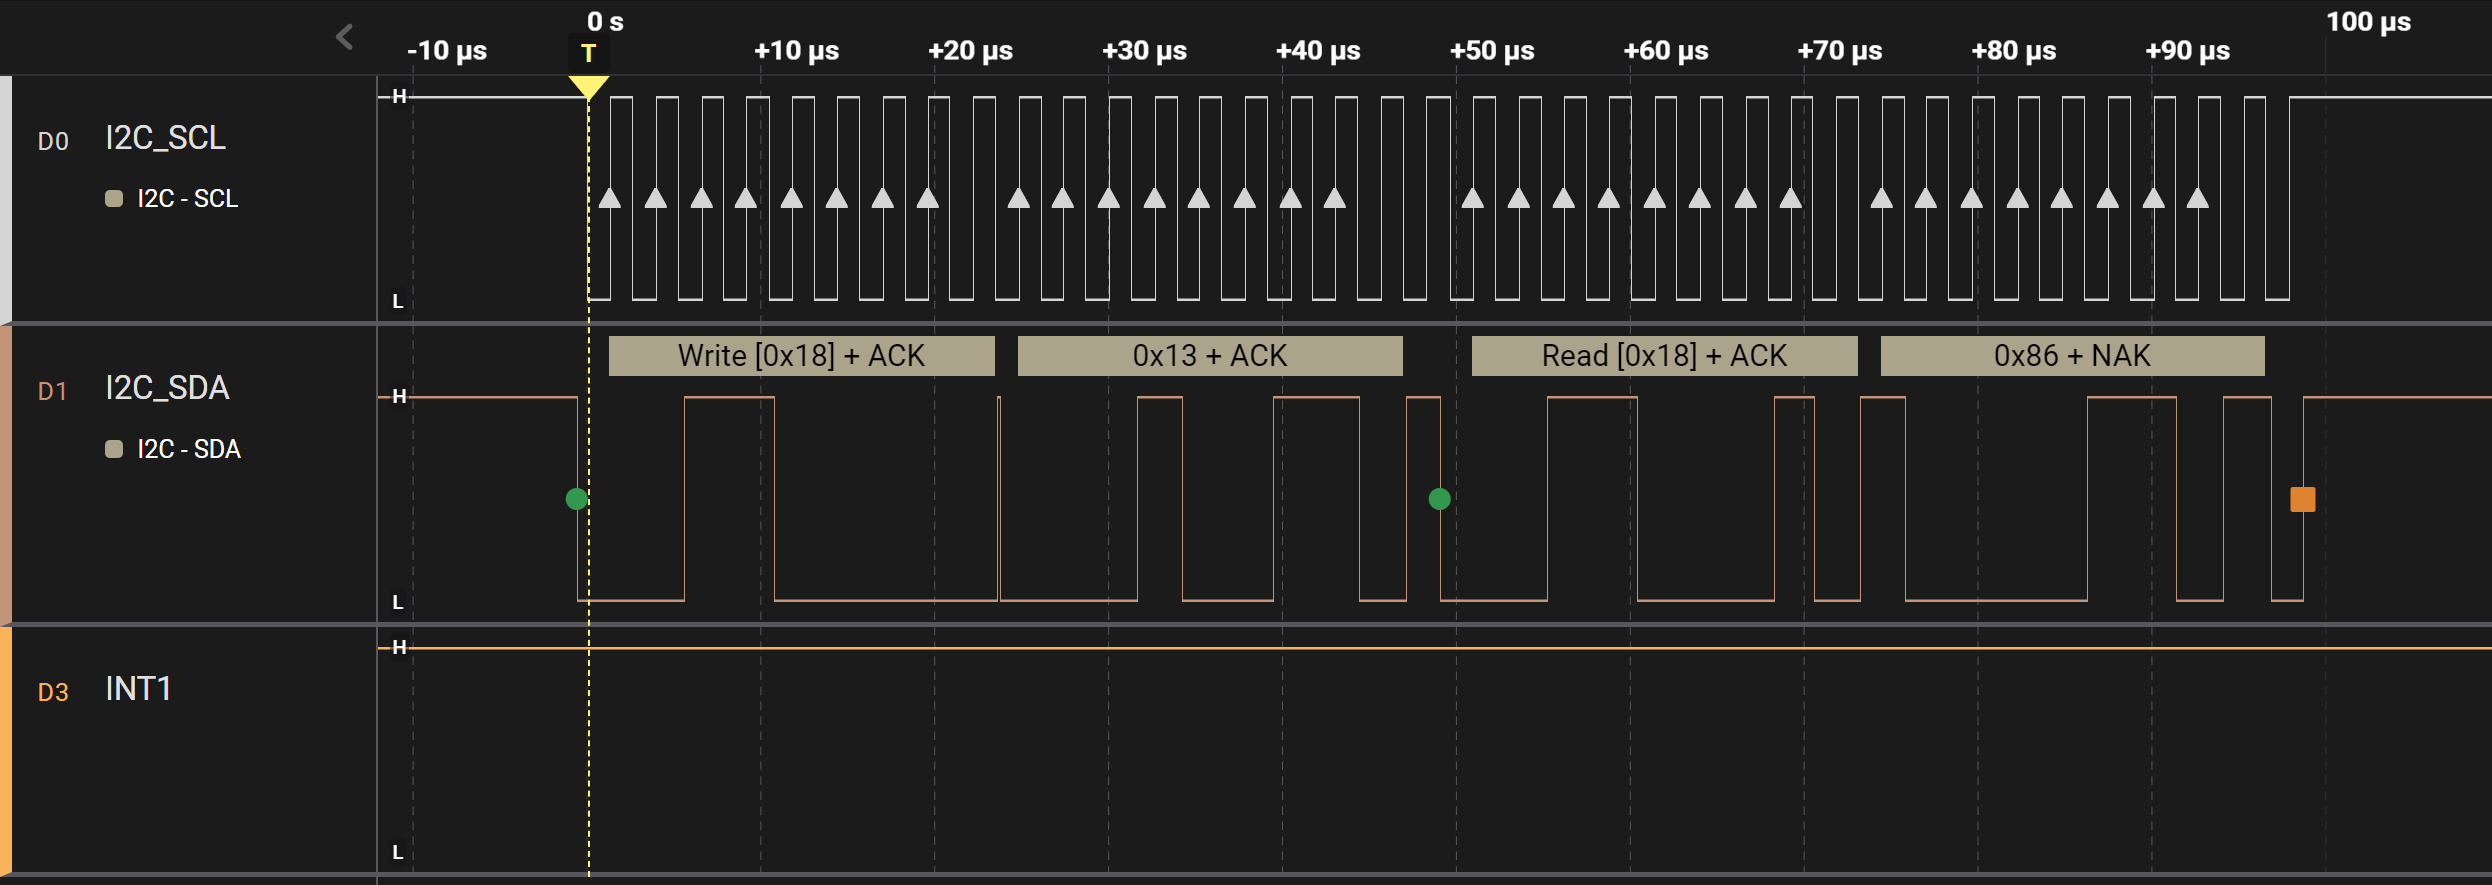 0 s
100 µs
T
-10 µs
+10 µs
+20 µs
+30 µs
+40 µs
+50 µs
+60 µs
+70 µs
+80 µs
+90 µs
H
D0
I2C_SCL
I2C - SCL
L
Write [0x18] + ACK
0x13 + ACK
Read [0x18] + ACK
0x86 + NAK
H
D1
I2C_SDA
I2C - SDA
L
H
D3
INT1
L